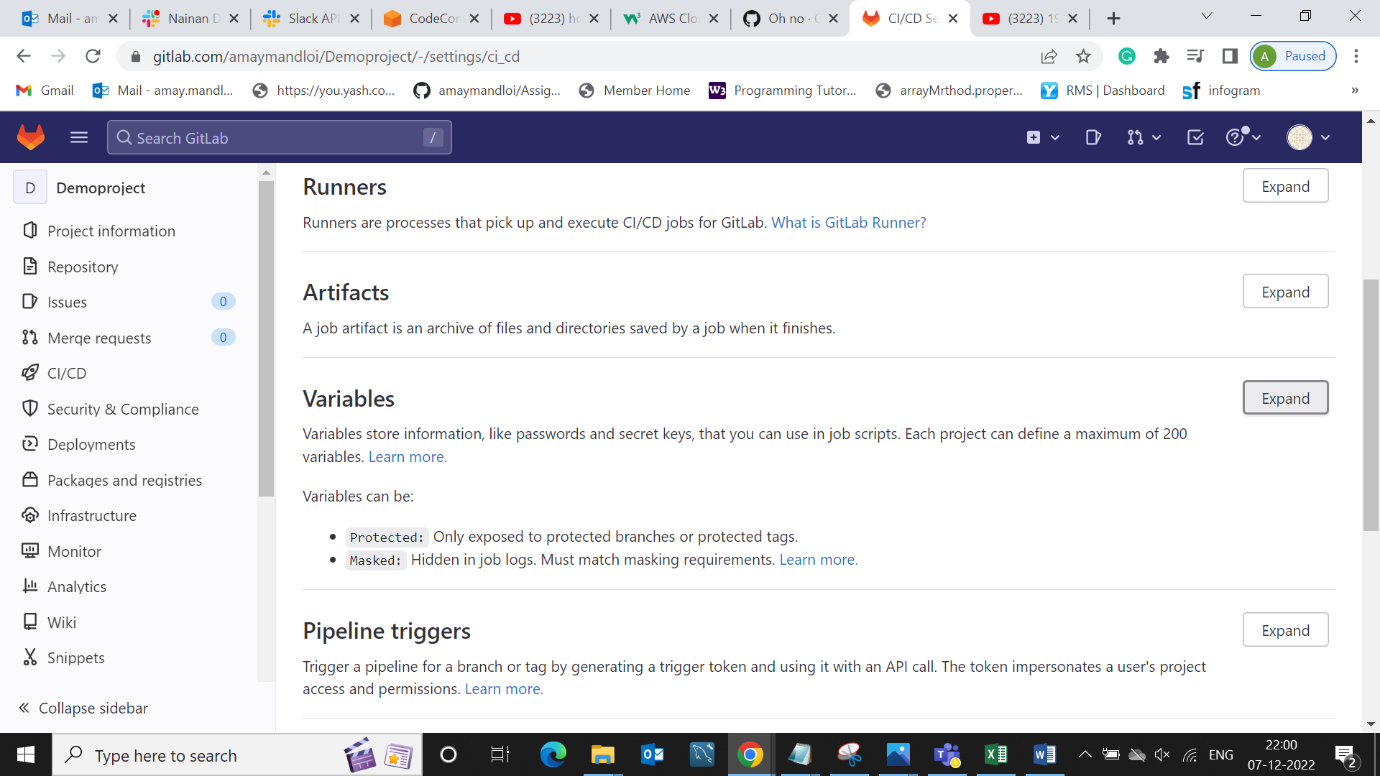 Mail - an
Nainan D
Slack API
CodeCon
(3223) h
AWS Clo
Oh no · G
CI/CD Se
(3223) 19
gitlab.com/amaymandloi/Demoproject/-/settings/ci_cd
A
Paused
Gmail
Mail - amay.mandl...
https://you.yash.co...
amaymandloi/Assig...
Member Home
W3
Programming Tutor...
arrayMrthod.proper...
RMS | Dashboard
sf
infogram
»
Search GitLab
/
D
Demoproject
Project information
Repository
Issues
0
Merge requests
0
CI/CD
Security & Compliance
Deployments
Packages and registries
Infrastructure
Monitor
Analytics
Wiki
Snippets
Collapse sidebar
Runners
Expand
Runners are processes that pick up and execute CI/CD jobs for GitLab. What is GitLab Runner?
Artifacts
Expand
A job artifact is an archive of files and directories saved by a job when it finishes.
Variables
Expand
Variables store information, like passwords and secret keys, that you can use in job scripts. Each project can define a maximum of 200
variables. Learn more.
Variables can be:
• Protected: Only exposed to protected branches or protected tags.
• Masked: Hidden in job logs. Must match masking requirements. Learn more.
Pipeline triggers
Expand
Trigger a pipeline for a branch or tag by generating a trigger token and using it with an API call. The token impersonates a user's project
access and permissions. Learn more.
Type here to search
ENG
22:00
07-12-2022
2